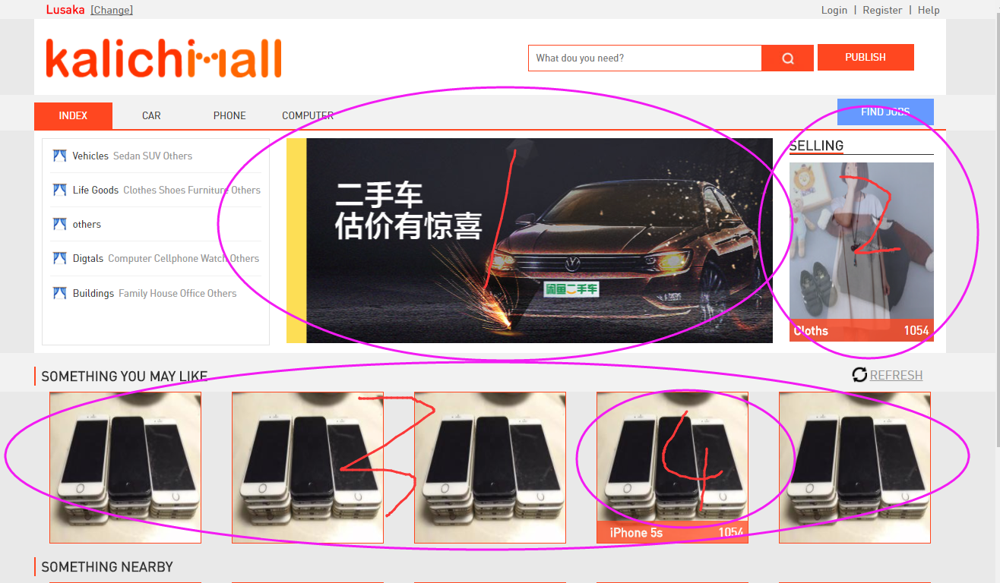 Lusaka [Change] Login | Register | Help
kalichimall
What dou you need?
PUBLISH
INDEX CAR PHONE COMPUTER FIND JOBS
Vehicles Sedan SUV Others
Life Goods Clothes Shoes Furniture Others
others
Digtals Computer Cellphone Watch Others
Buildings Family House Office Others
二手车
估价有惊喜
闲鱼二手车
1
SELLING
2
Cloths 1054
SOMETHING YOU MAY LIKE REFRESH
3
4
iPhone 5s 1054
SOMETHING NEARBY